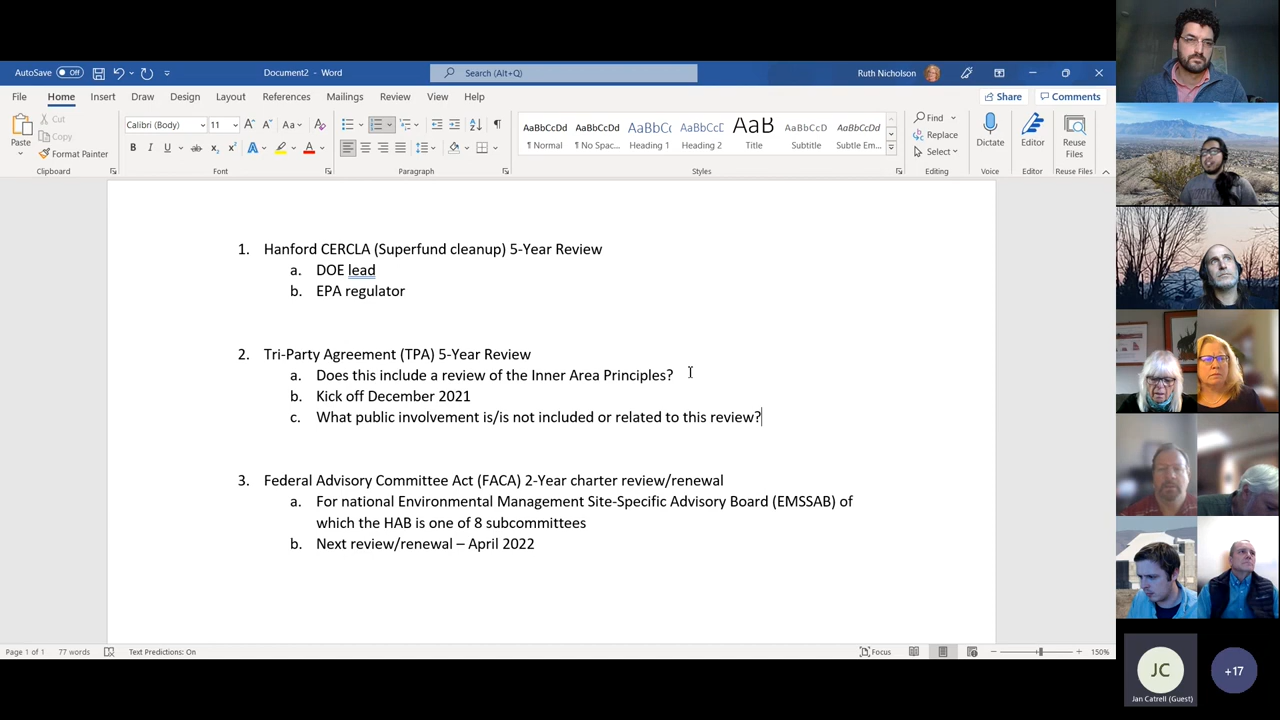 AutoSave Off Document2 - Word Search (Alt+Q) Ruth Nicholson
File Home Insert Draw Design Layout References Mailings Review View Help Share Comments
Paste Cut Copy Format Painter
Calibri (Body) 11
AaBbCcDd AaBbCcDd AaBbCc AaBbCcD AaB AaBbCcD AaBbCcDd
¶ Normal ¶ No Spac... Heading 1 Heading 2 Title Subtitle Subtle Em...
Find Replace Select Dictate Editor Reuse Files
Clipboard Font Paragraph Styles Editing Voice Editor Reuse Files
1. Hanford CERCLA (Superfund cleanup) 5-Year Review
a. DOE lead
b. EPA regulator
2. Tri-Party Agreement (TPA) 5-Year Review
a. Does this include a review of the Inner Area Principles?
b. Kick off December 2021
c. What public involvement is/is not included or related to this review?
3. Federal Advisory Committee Act (FACA) 2-Year charter review/renewal
a. For national Environmental Management Site-Specific Advisory Board (EMSSAB) of
which the HAB is one of 8 subcommittees
b. Next review/renewal – April 2022
Page 1 of 1 77 words Text Predictions: On Focus 150%
JC
Jan Catrell (Guest)
+17